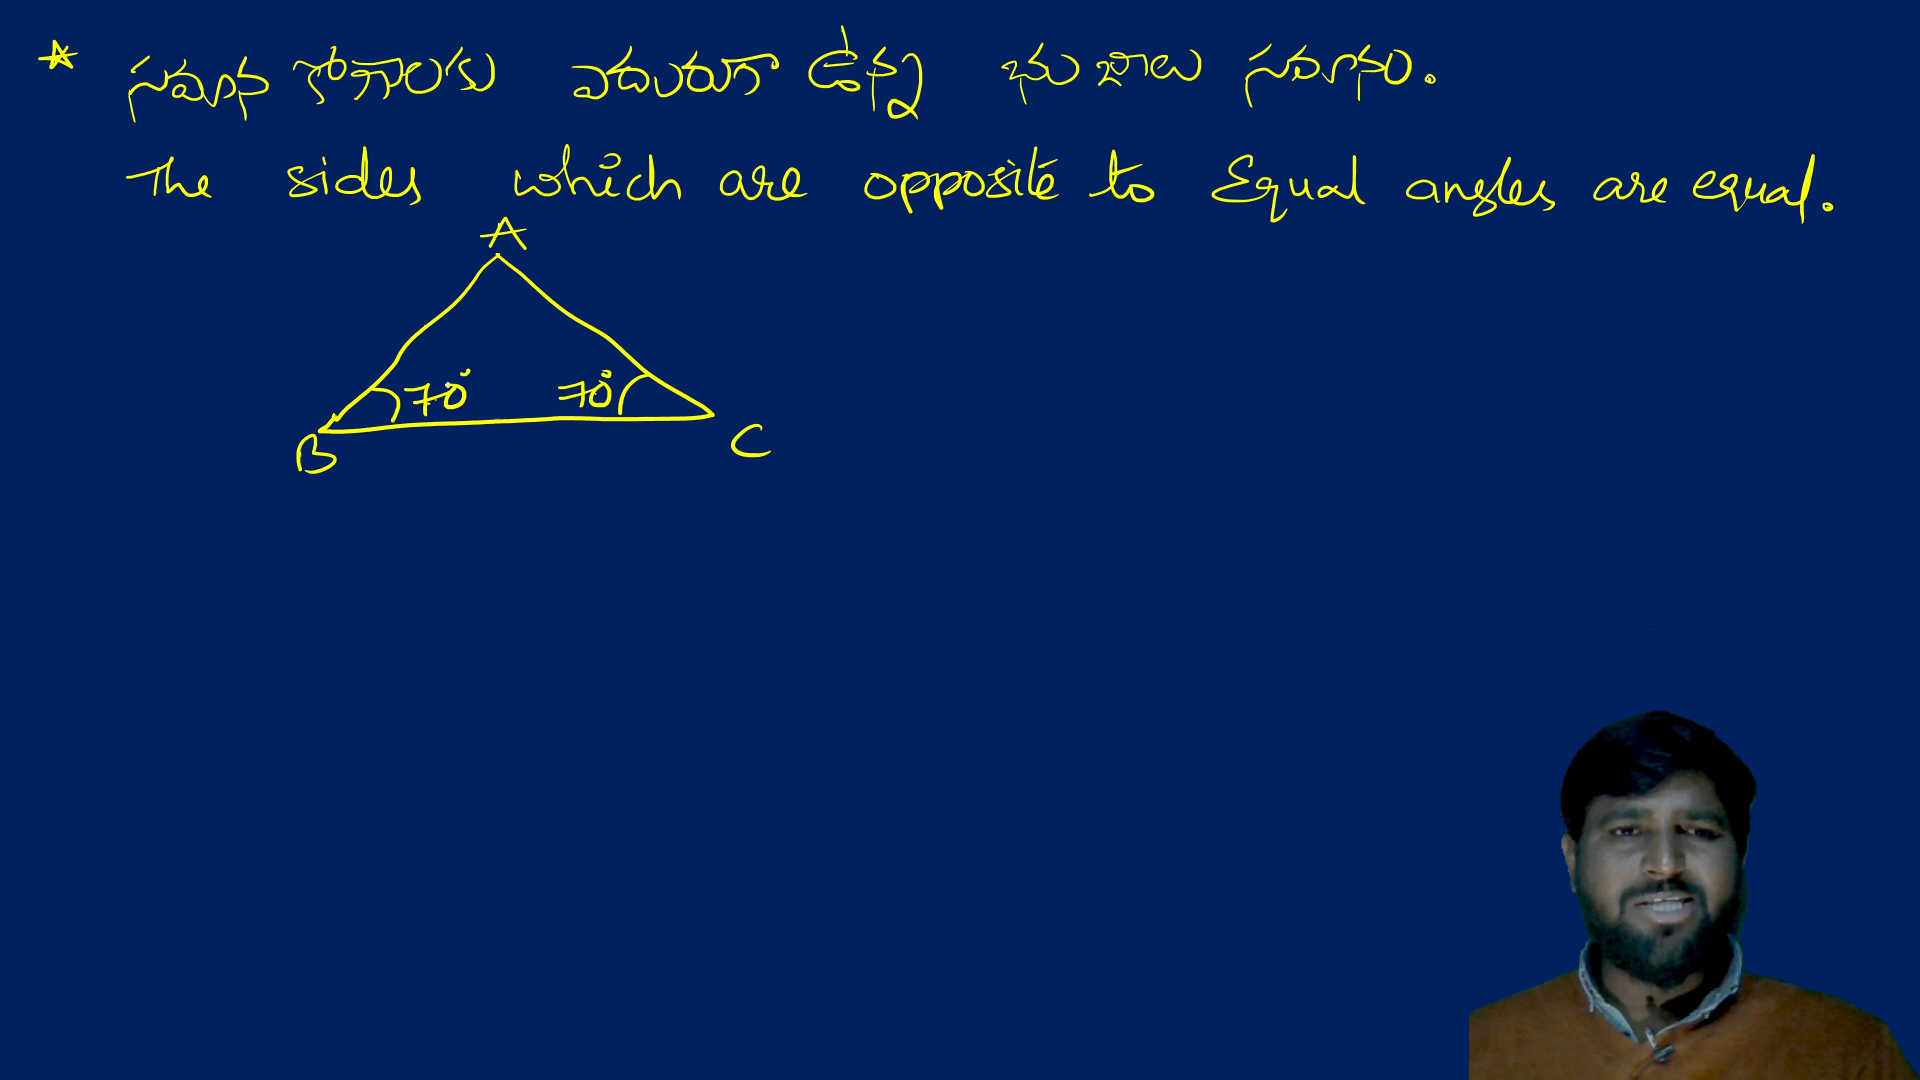 ★ సమాన కోణాలకు ఎదురుగా ఉన్న భుజాలు సమానం.
The sides which are opposite to Equal angles are equal.
A
70° 70°
B C